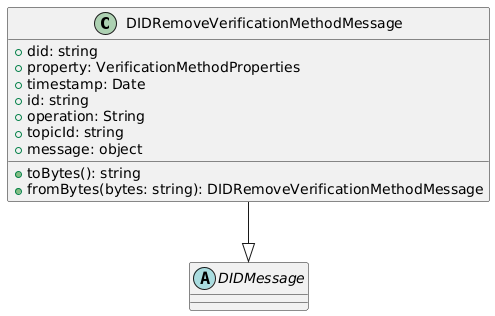 C DIDRemoveVerificationMethodMessage
did: string
property: VerificationMethodProperties
timestamp: Date
id: string
operation: String
topicId: string
message: object
toBytes(): string
fromBytes(bytes: string): DIDRemoveVerificationMethodMessage
A DIDMessage